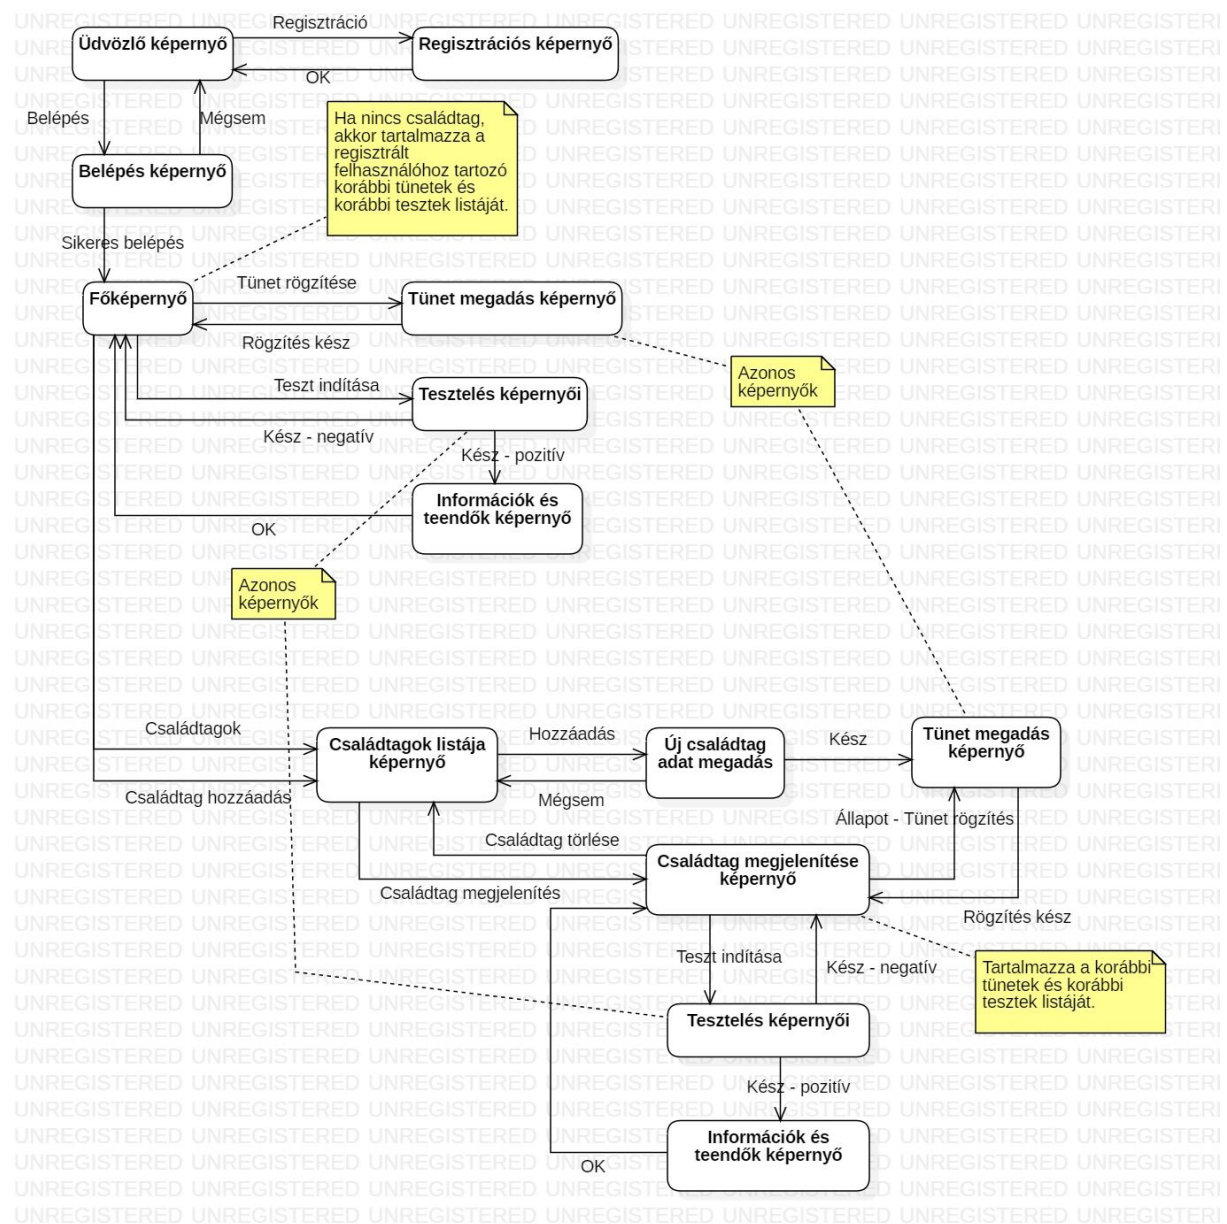 Regisztráció
Üdvözlő képernyő
Regisztrációs képernyő
OK
Belépés
Mégsem
Ha nincs családtag,
akkor tartalmazza a
regisztrált
felhasználóhoz tartozó
korábbi tünetek és
korábbi tesztek listáját.
Belépés képernyő
Sikeres belépés
Főképernyő
Tünet rögzítése
Tünet megadás képernyő
Rögzítés kész
Azonos
képernyők
Teszt indítása
Tesztelés képernyői
Kész - negatív
Kész - pozitív
Információk és
teendők képernyő
OK
Azonos
képernyők
Családtagok
Családtagok listája
képernyő
Hozzáadás
Új családtag
adat megadás
Kész
Tünet megadás
képernyő
Családtag hozzáadás
Mégsem
Állapot - Tünet rögzítés
Családtag törlése
Családtag megjelenítése
képernyő
Családtag megjelenítés
Rögzítés kész
Teszt indítása
Kész - negatív
Tartalmazza a korábbi
tünetek és korábbi
tesztek listáját.
Tesztelés képernyői
Kész - pozitív
Információk és
teendők képernyő
OK
UNREGISTERED